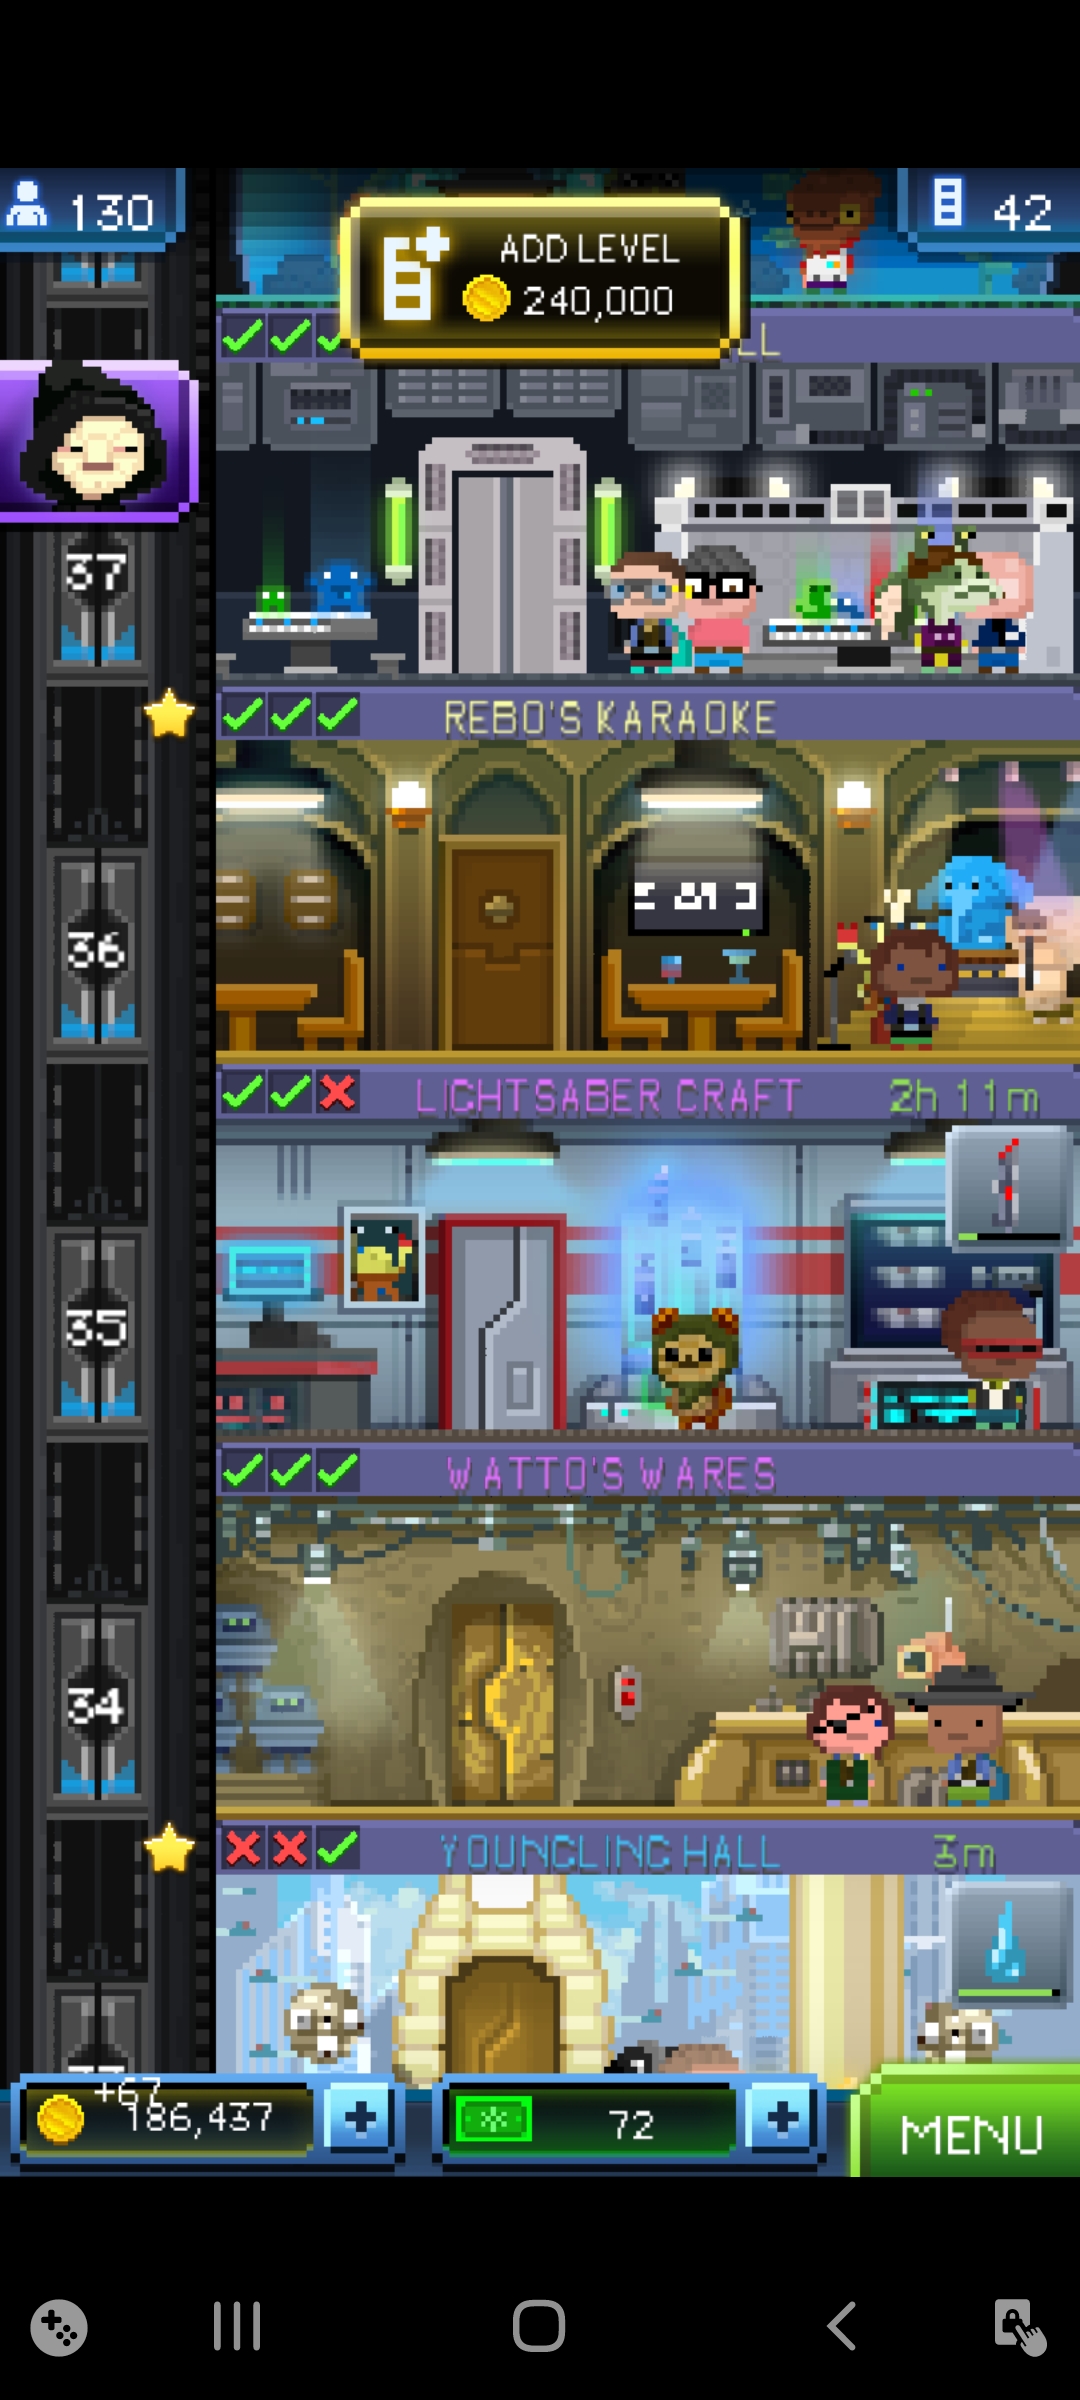 130
ADD LEVEL
240,000
42
LL
37
REBO'S KARAOKE
36
LIGHTSABER CRAFT
2h 11m
35
WATTO'S WARES
34
YOUNGLING HALL
3m
+67
186,437
72
MENU